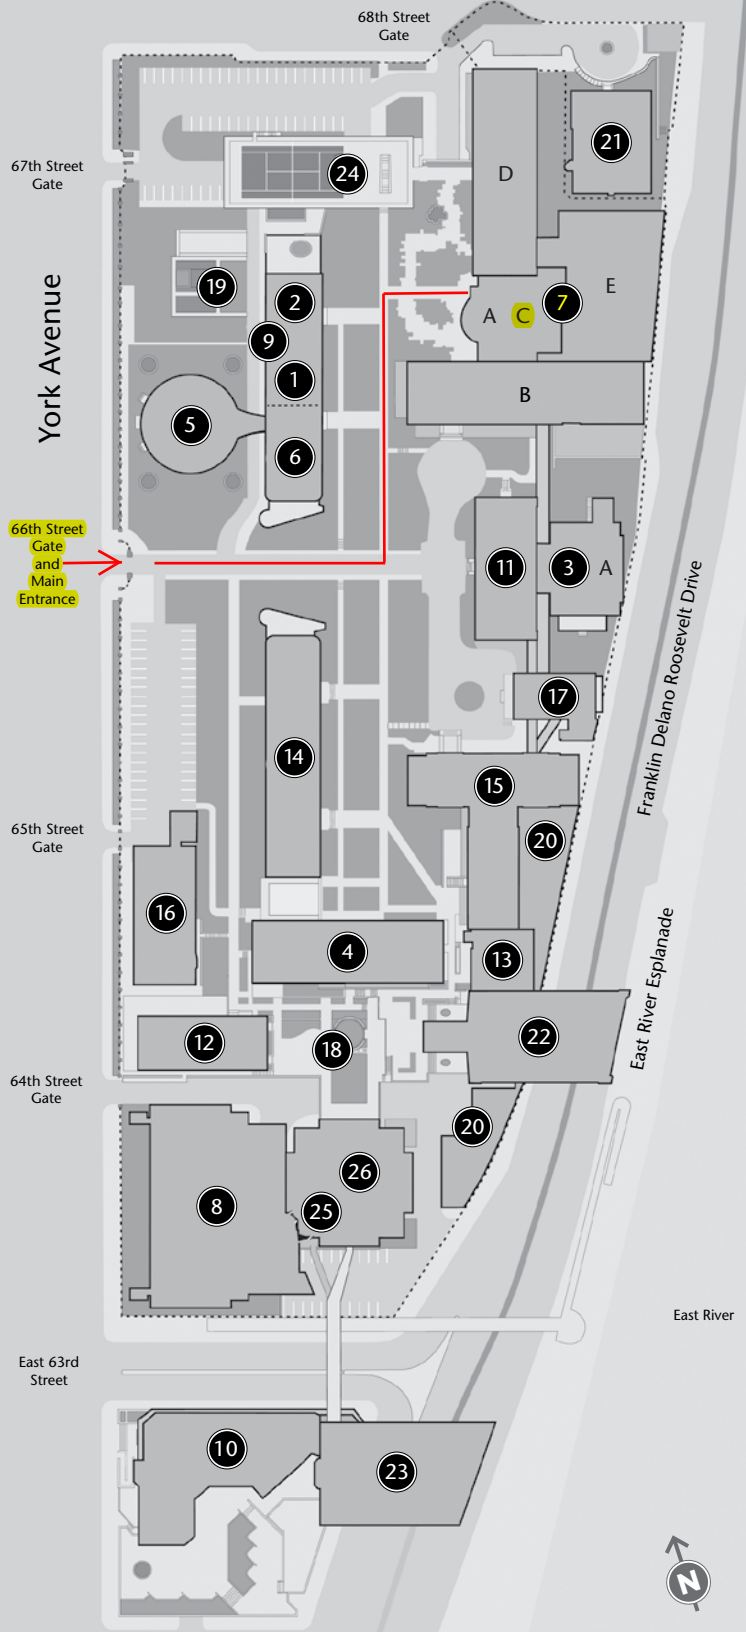 68th Street
Gate
67th Street
Gate
21
24
D
19
2
E
7
A
C
9
1
York Avenue
B
5
6
66th Street
Gate
and
Main
Entrance
11
3
A
17
Franklin Delano Roosevelt Drive
14
15
65th Street
Gate
20
16
4
13
East River Esplanade
12
18
22
64th Street
Gate
20
26
8
25
East River
East 63rd
Street
10
23
N